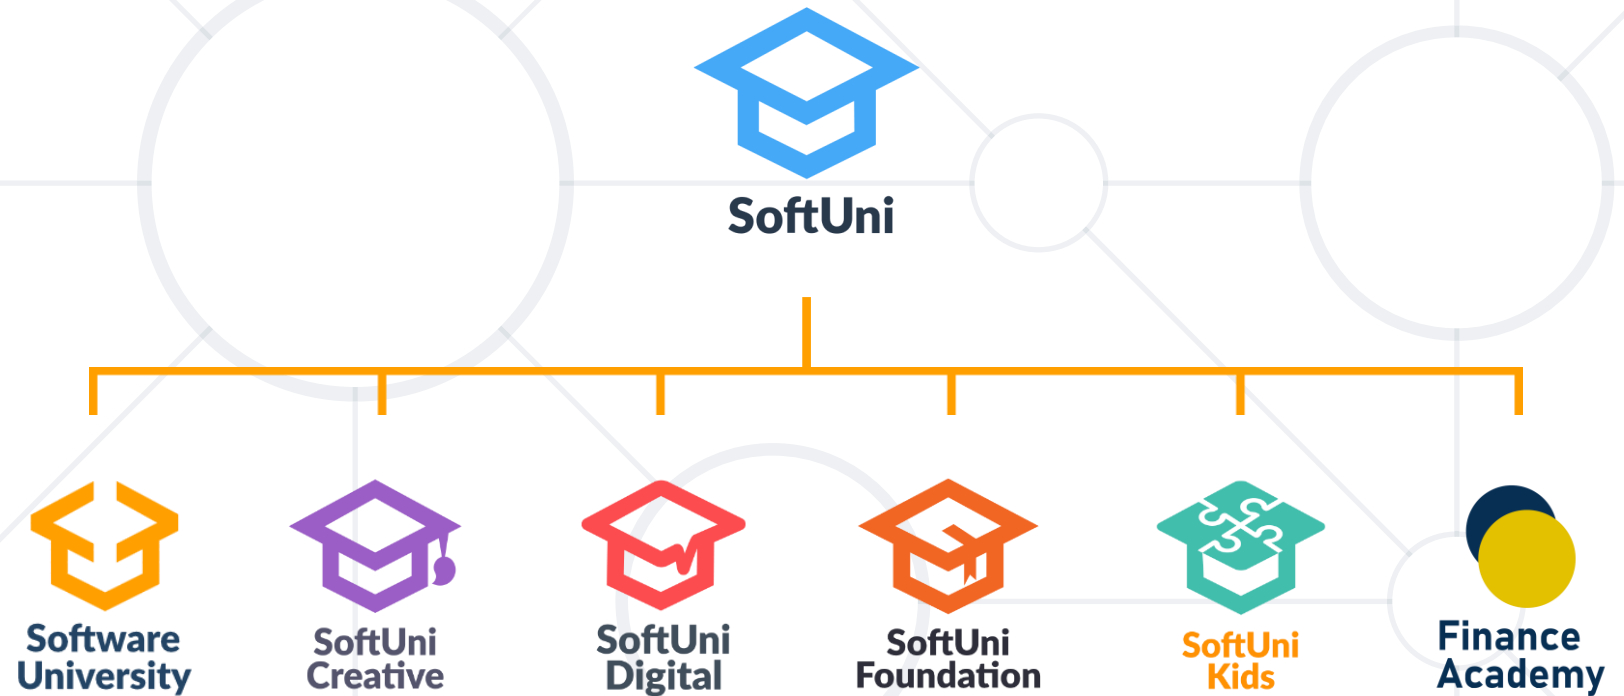 SoftUni
Software
University
SoftUni
Creative
SoftUni
Digital
SoftUni
Foundation
SoftUni
Kids
Finance
Academy